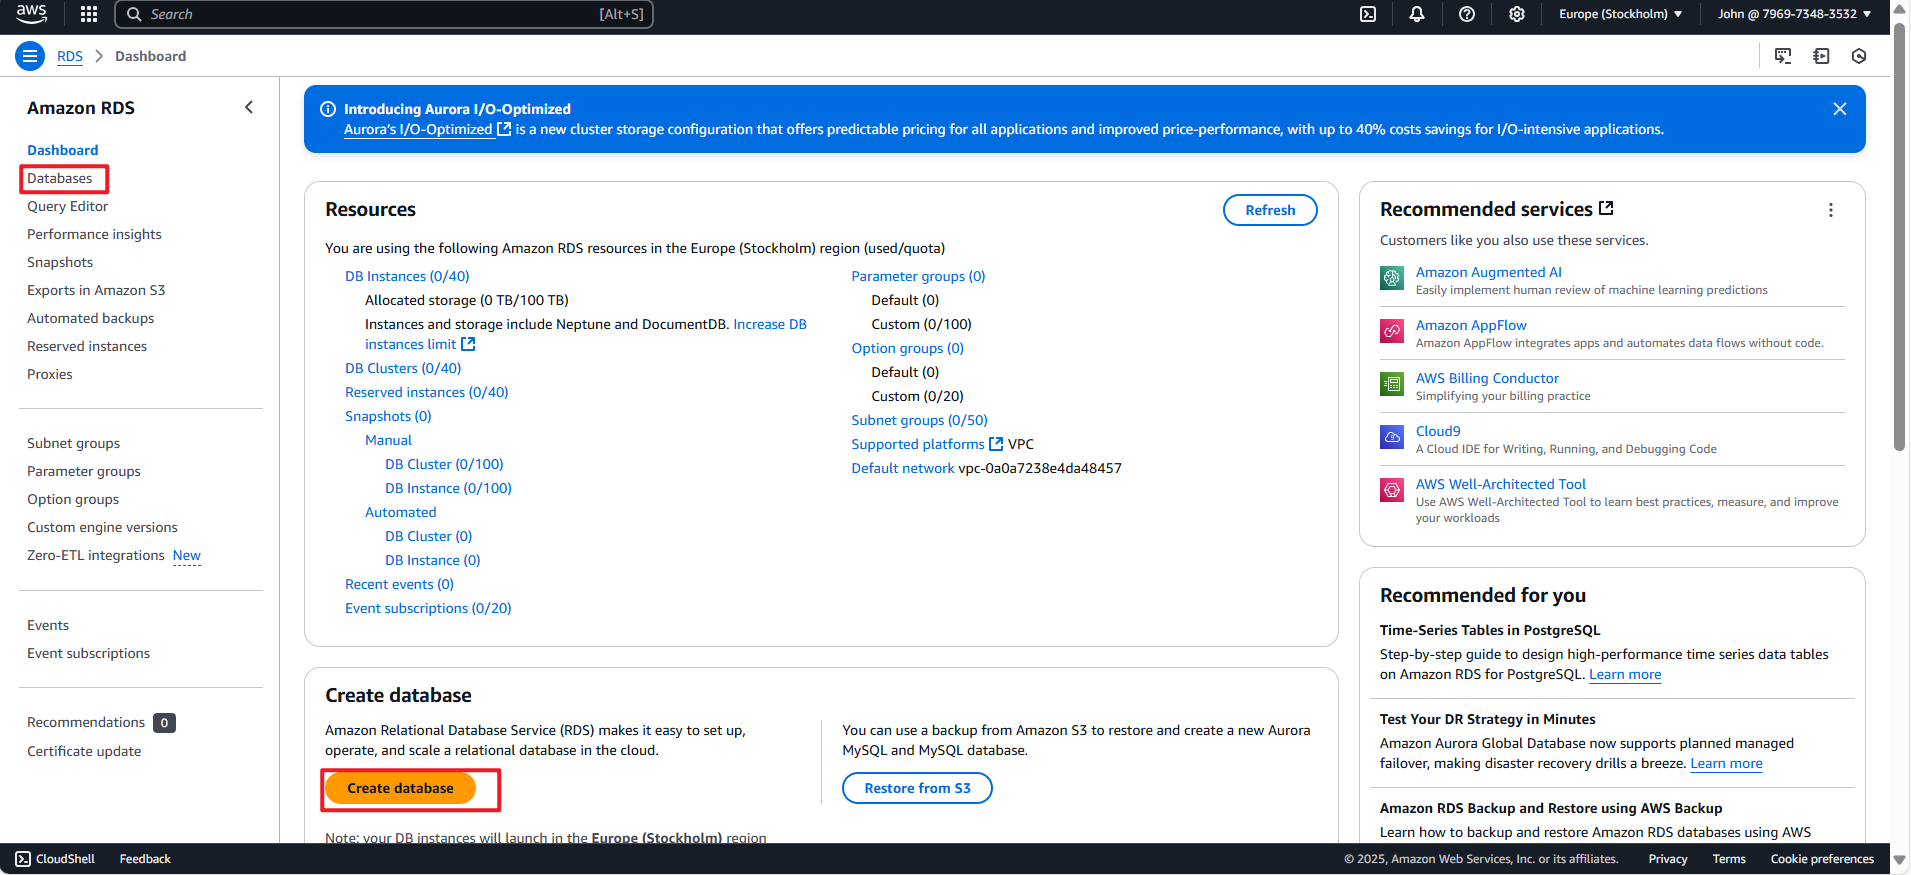 aws
Search
[Alt+S]
Europe (Stockholm)
John @ 7969-7348-3532
RDS
Dashboard
Amazon RDS
Dashboard
Databases
Query Editor
Performance insights
Snapshots
Exports in Amazon S3
Automated backups
Reserved instances
Proxies
Subnet groups
Parameter groups
Option groups
Custom engine versions
Zero-ETL integrations New
Events
Event subscriptions
Recommendations 0
Certificate update
Introducing Aurora I/O-Optimized
Aurora's I/O-Optimized is a new cluster storage configuration that offers predictable pricing for all applications and improved price-performance, with up to 40% costs savings for I/O-intensive applications.
Resources
Refresh
You are using the following Amazon RDS resources in the Europe (Stockholm) region (used/quota)
DB Instances (0/40)
Allocated storage (0 TB/100 TB)
Instances and storage include Neptune and DocumentDB. Increase DB
instances limit
DB Clusters (0/40)
Reserved instances (0/40)
Snapshots (0)
Manual
DB Cluster (0/100)
DB Instance (0/100)
Automated
DB Cluster (0)
DB Instance (0)
Recent events (0)
Event subscriptions (0/20)
Parameter groups (0)
Default (0)
Custom (0/100)
Option groups (0)
Default (0)
Custom (0/20)
Subnet groups (0/50)
Supported platforms VPC
Default network vpc-0a0a7238e4da48457
Create database
Amazon Relational Database Service (RDS) makes it easy to set up,
operate, and scale a relational database in the cloud.
Create database
You can use a backup from Amazon S3 to restore and create a new Aurora
MySQL and MySQL database.
Restore from S3
Note: your DB instances will launch in the Europe (Stockholm) region
Recommended services
Customers like you also use these services.
Amazon Augmented AI
Easily implement human review of machine learning predictions
Amazon AppFlow
Amazon AppFlow integrates apps and automates data flows without code.
AWS Billing Conductor
Simplifying your billing practice
Cloud9
A Cloud IDE for Writing, Running, and Debugging Code
AWS Well-Architected Tool
Use AWS Well-Architected Tool to learn best practices, measure, and improve
your workloads
Recommended for you
Time-Series Tables in PostgreSQL
Step-by-step guide to design high-performance time series data tables
on Amazon RDS for PostgreSQL. Learn more
Test Your DR Strategy in Minutes
Amazon Aurora Global Database now supports planned managed
failover, making disaster recovery drills a breeze. Learn more
Amazon RDS Backup and Restore using AWS Backup
Learn how to backup and restore Amazon RDS databases using AWS
CloudShell
Feedback
© 2025, Amazon Web Services, Inc. or its affiliates.
Privacy
Terms
Cookie preferences